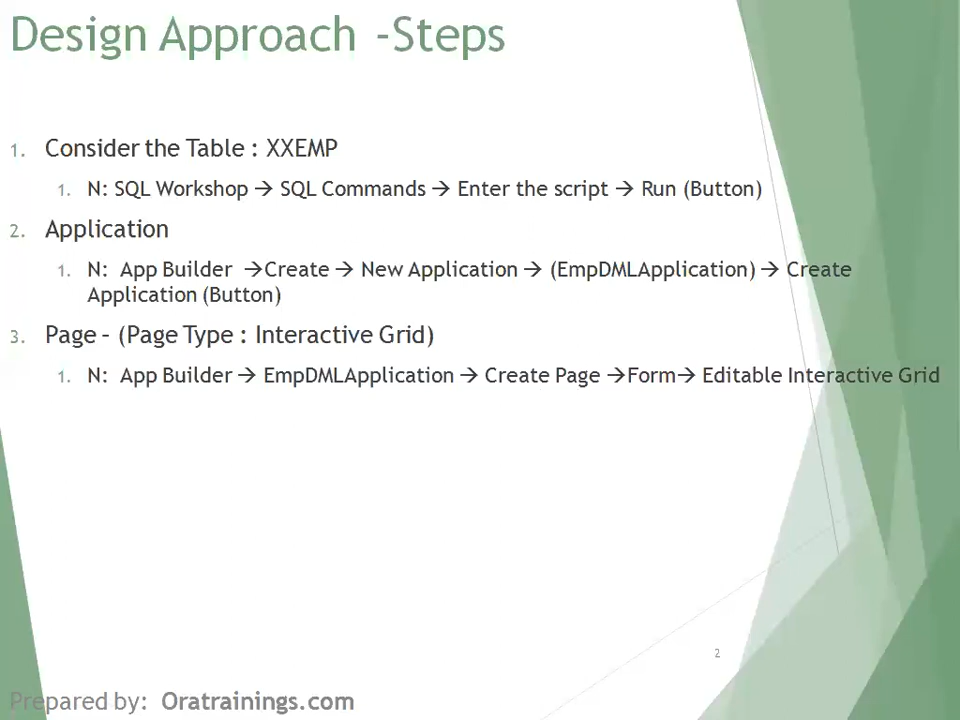 Design Approach -Steps
1. Consider the Table : XXEMP
1. N: SQL Workshop → SQL Commands → Enter the script → Run (Button)
2. Application
1. N: App Builder →Create → New Application → (EmpDMLApplication) → Create
Application (Button)
3. Page – (Page Type : Interactive Grid)
1. N: App Builder → EmpDMLApplication → Create Page →Form→ Editable Interactive Grid
2
Prepared by: Oratrainings.com